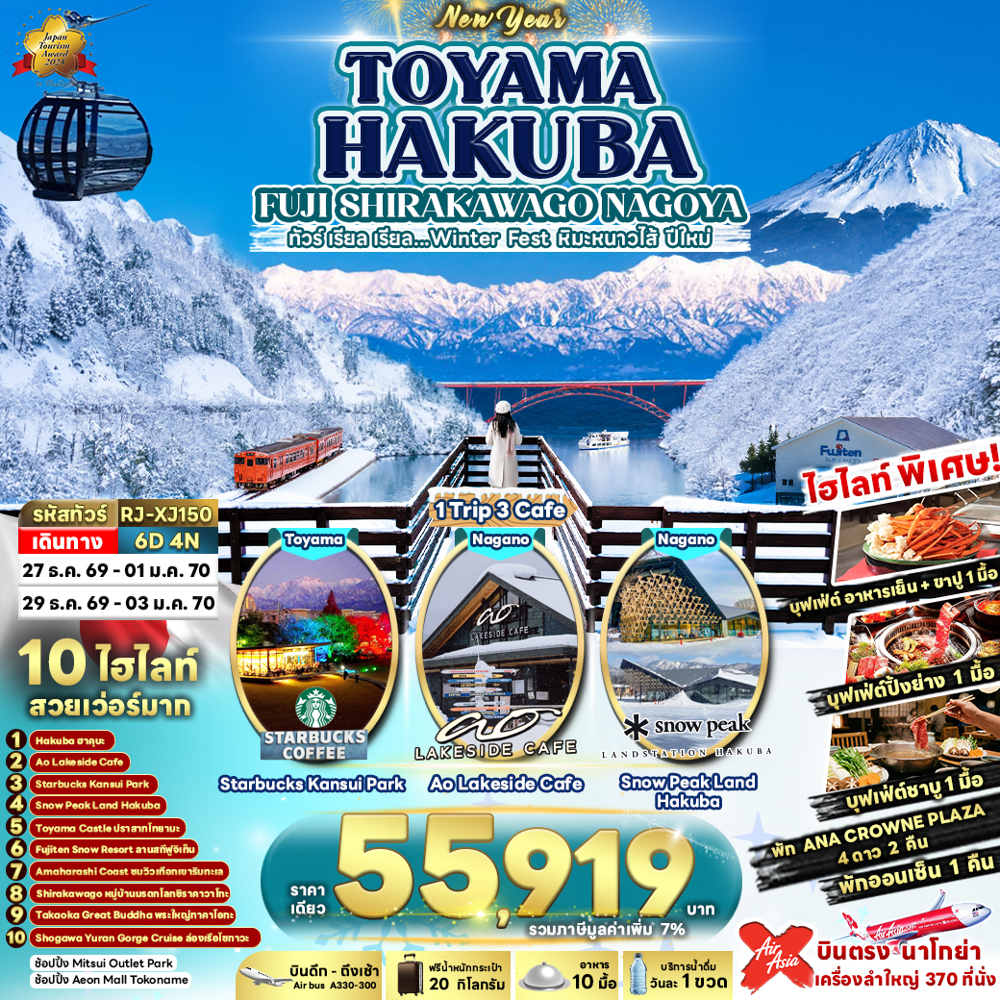 Japan
Tourism
Award
2024
New Year
TOYAMA
HAKUBA
FUJI SHIRAKAWAGO NAGOYA
ทัวร์ เรียล เรียล...Winter Fest หิมะหนาวไส้ ปีใหม่
Fujiten
ไฮไลท์ พิเศษ!
รหัสทัวร์ RJ-XJ150
เดินทาง 6D 4N
27 ธ.ค. 69 - 01 ม.ค. 70
29 ธ.ค. 69 - 03 ม.ค. 70
1 Trip 3 Cafe
Toyama
Nagano
Nagano
STARBUCKS
COFFEE
ao
LAKESIDE CAFE
ao
LAKESIDE CAFE
snow peak
LANDSTATION HAKUBA
Starbucks Kansui Park
Ao Lakeside Cafe
Snow Peak Land
Hakuba
บุฟเฟ่ต์ อาหารเย็น + ขาปู 1 มื้อ
บุฟเฟ่ต์ปิ้งย่าง 1 มื้อ
บุฟเฟ่ต์ชาบู 1 มื้อ
พัก ANA CROWNE PLAZA
4 ดาว 2 คืน
พักออนเซ็น 1 คืน
10 ไฮไลท์
สวยเว่อร์มาก
1 Hakuba ฮาคุบะ
2 Ao Lakeside Cafe
3 Starbucks Kansui Park
4 Snow Peak Land Hakuba
5 Toyama Castle ปราสาทโทยามะ
6 Fujiten Snow Resort ลานสกีฟูจิเท็น
7 Amaharashi Coast ชมวิวเทือกเขาริมทะเล
8 Shirakawago หมู่บ้านมรดกโลกชิราคาวาโกะ
9 Takaoka Great Buddha พระใหญ่ทาคาโอกะ
10 Shogawa Yuran Gorge Cruise ล่องเรือโชกาวะ
ช้อปปิ้ง Mitsui Outlet Park
ช้อปปิ้ง Aeon Mall Tokoname
ราคา
เดียว
55,919
บาท
รวมภาษีมูลค่าเพิ่ม 7%
บินดึก - ถึงเช้า
Air bus A330-300
ฟรีน้ำหนักกระเป๋า
20 กิโลกรัม
อาหาร
10 มื้อ
บริการน้ำดื่ม
วันละ 1 ขวด
Air
Asia
AirAsia
บินตรง นาโกย่า
เครื่องลำใหญ่ 370 ที่นั่ง